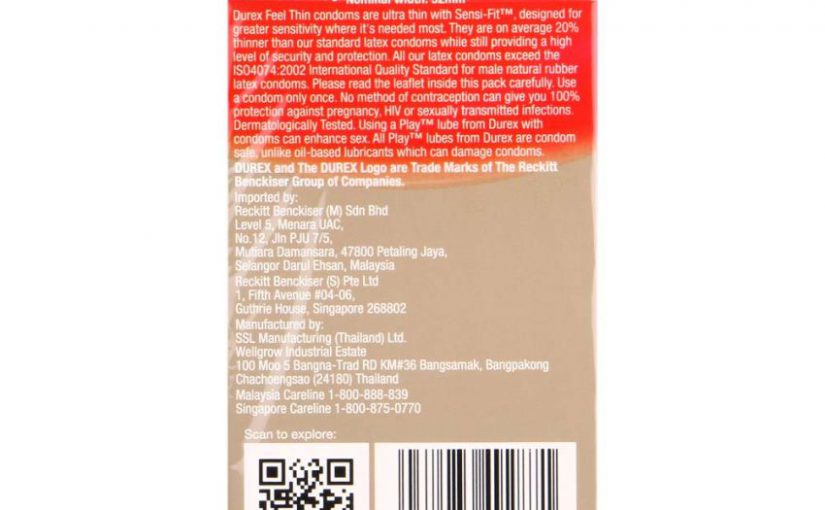 Nominal width: 52mm
Durex Feel Thin condoms are ultra thin with Sensi-Fit™, designed for
greater sensitivity where it's needed most. They are on average 20%
thinner than our standard latex condoms while still providing a high
level of security and protection. All our latex condoms exceed the
ISO4074:2002 International Quality Standard for male natural rubber
latex condoms. Please read the leaflet inside this pack carefully. Use
a condom only once. No method of contraception can give you 100%
protection against pregnancy, HIV or sexually transmitted infections.
Dermatologically Tested. Using a Play™ lube from Durex with
condoms can enhance sex. All Play™ lubes from Durex are condom
safe, unlike oil-based lubricants which can damage condoms.
DUREX and The DUREX Logo are Trade Marks of The Reckitt
Benckiser Group of Companies.
Imported by:
Reckitt Benckiser (M) Sdn Bhd
Level 5, Menara UAC,
No.12, Jln PJU 7/5,
Mutiara Damansara, 47800 Petaling Jaya,
Selangor Darul Ehsan, Malaysia
Reckitt Benckiser (S) Pte Ltd
1, Fifth Avenue #04-06,
Guthrie House, Singapore 268802
Manufactured by:
SSL Manufacturing (Thailand) Ltd.
Wellgrow Industrial Estate
100 Moo 5 Bangna-Trad RD KM#36 Bangsamak, Bangpakong
Chachoengsao (24180) Thailand
Malaysia Careline 1-800-888-839
Singapore Careline 1-800-875-0770
Scan to explore: